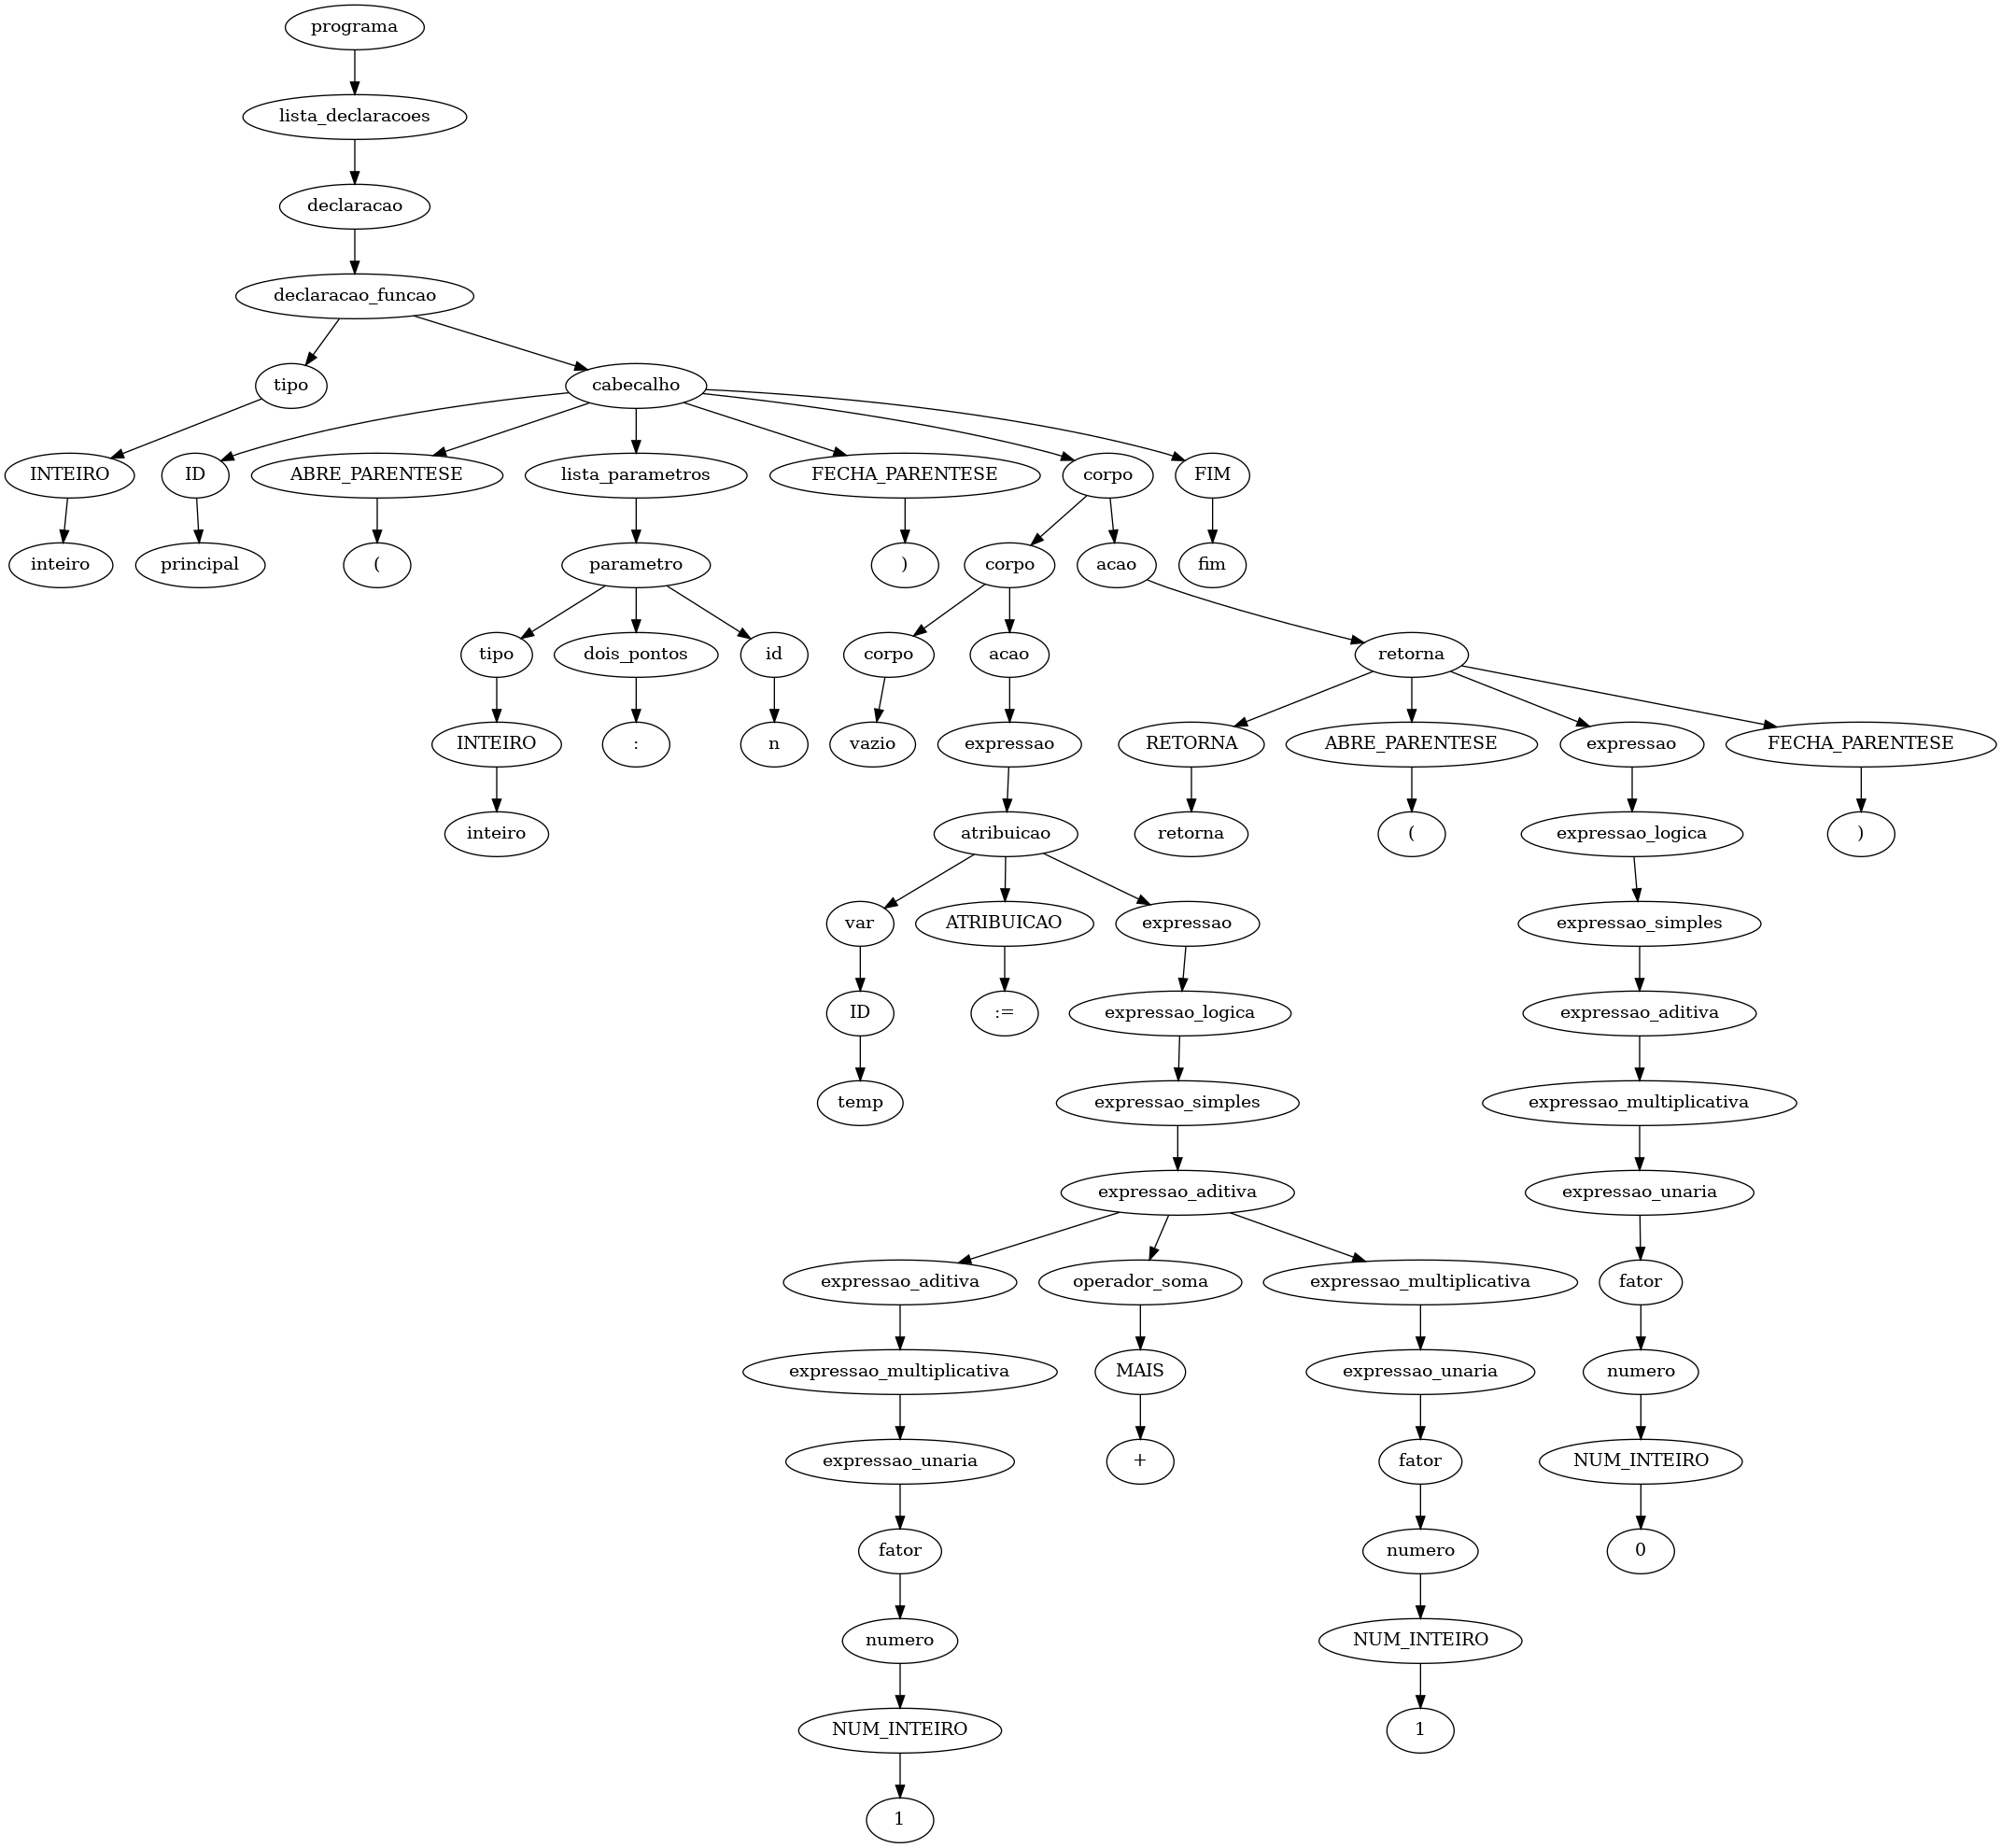 programa
lista_declaracoes
declaracao
declaracao_funcao
tipo cabecalho
INTEIRO ID ABRE_PARENTESE lista_parametros FECHA_PARENTESE corpo FIM
inteiro principal ( parametro ) corpo acao fim
tipo dois_pontos id corpo acao retorna
INTEIRO : n vazio expressao RETORNA ABRE_PARENTESE expressao FECHA_PARENTESE
inteiro atribuicao retorna ( expressao_logica )
var ATRIBUICAO expressao expressao_simples
ID := expressao_logica expressao_aditiva
temp expressao_simples expressao_multiplicativa
expressao_aditiva expressao_unaria
expressao_aditiva operador_soma expressao_multiplicativa fator
expressao_multiplicativa MAIS expressao_unaria numero
expressao_unaria + fator NUM_INTEIRO
fator numero 0
numero NUM_INTEIRO
NUM_INTEIRO 1
1